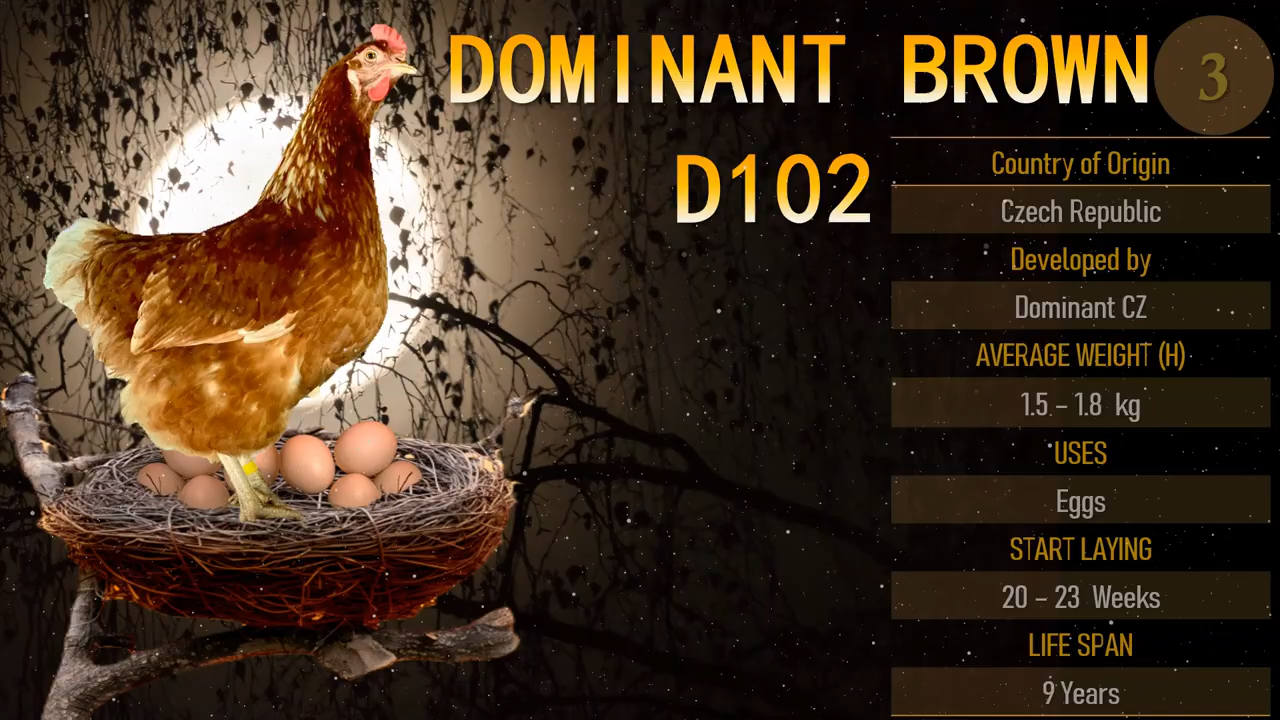 DOMINANT BROWN
3
D102
Country of Origin
Czech Republic
Developed by
Dominant CZ
AVERAGE WEIGHT (H)
1.5 – 1.8 kg
USES
Eggs
START LAYING
20 – 23 Weeks
LIFE SPAN
9 Years